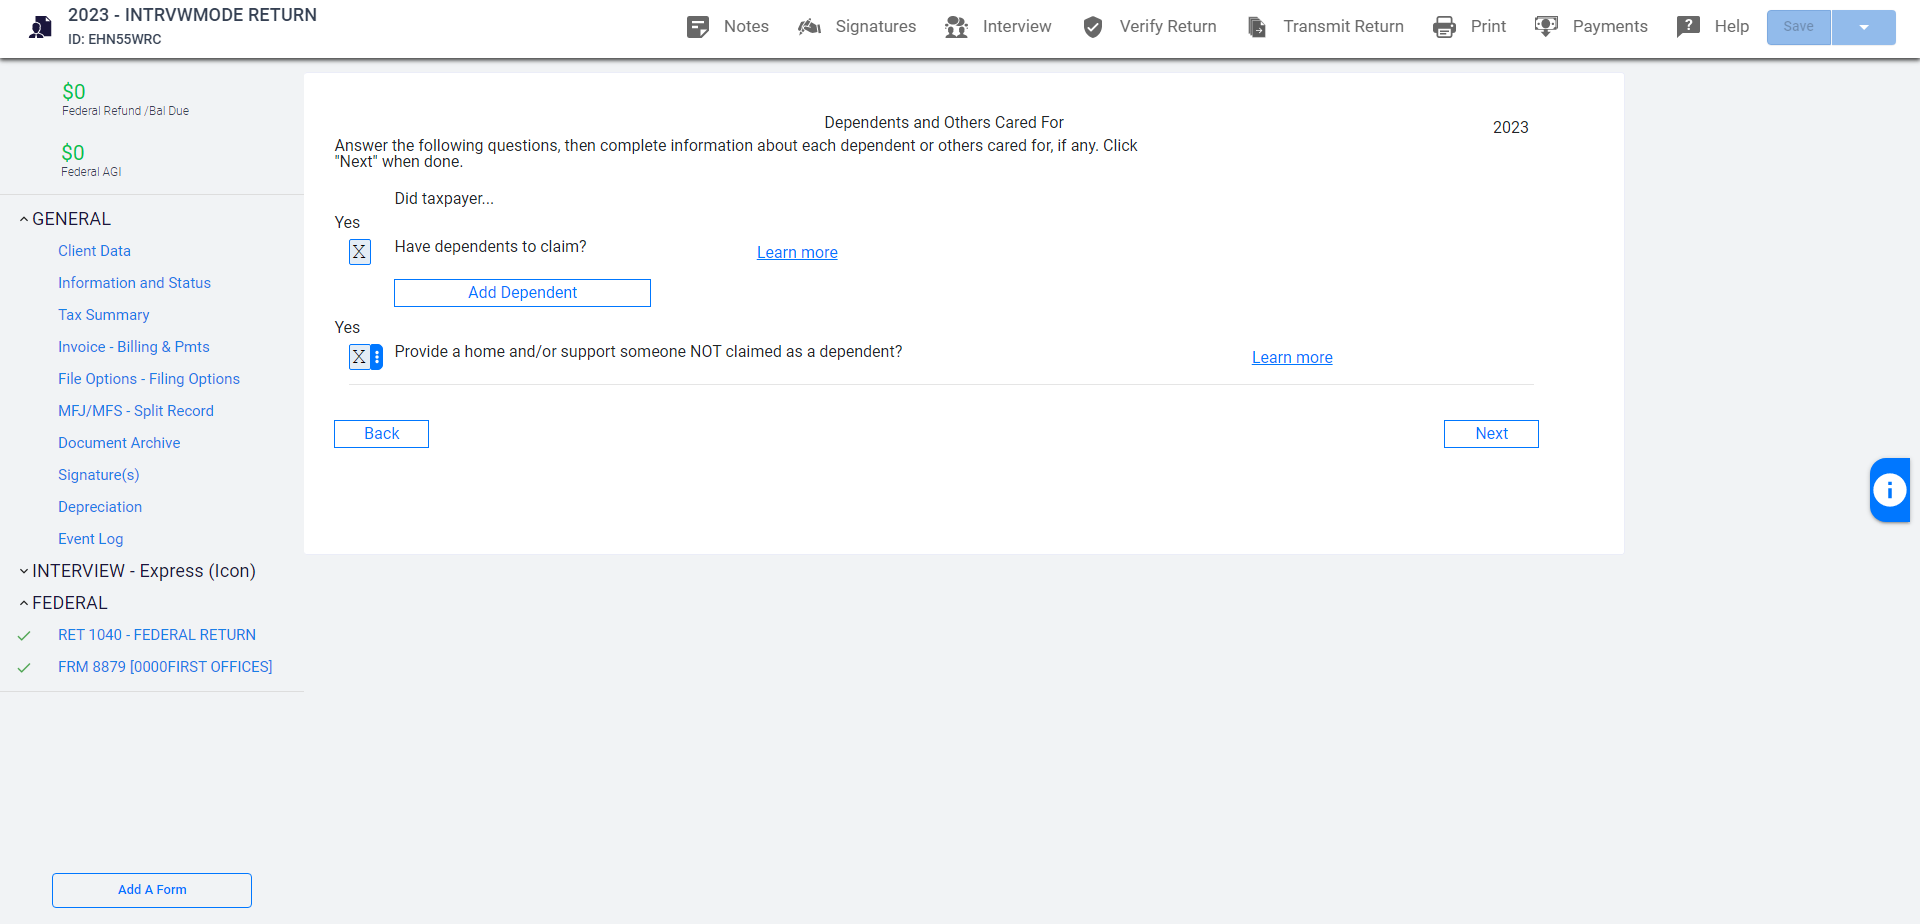 2023 - INTRVWMODE RETURN
ID: EHN55WRC
Notes
Signatures
Interview
Verify Return
Transmit Return
Print
Payments
Help
Save
$0
Federal Refund /Bal Due
$0
Federal AGI
GENERAL
Client Data
Information and Status
Tax Summary
Invoice - Billing & Pmts
File Options - Filing Options
MFJ/MFS - Split Record
Document Archive
Signature(s)
Depreciation
Event Log
INTERVIEW - Express (Icon)
FEDERAL
RET 1040 - FEDERAL RETURN
FRM 8879 [0000FIRST OFFICES]
Add A Form
Dependents and Others Cared For
2023
Answer the following questions, then complete information about each dependent or others cared for, if any. Click
"Next" when done.
Did taxpayer...
Yes
X Have dependents to claim? Learn more
Add Dependent
Yes
X Provide a home and/or support someone NOT claimed as a dependent? Learn more
Back
Next